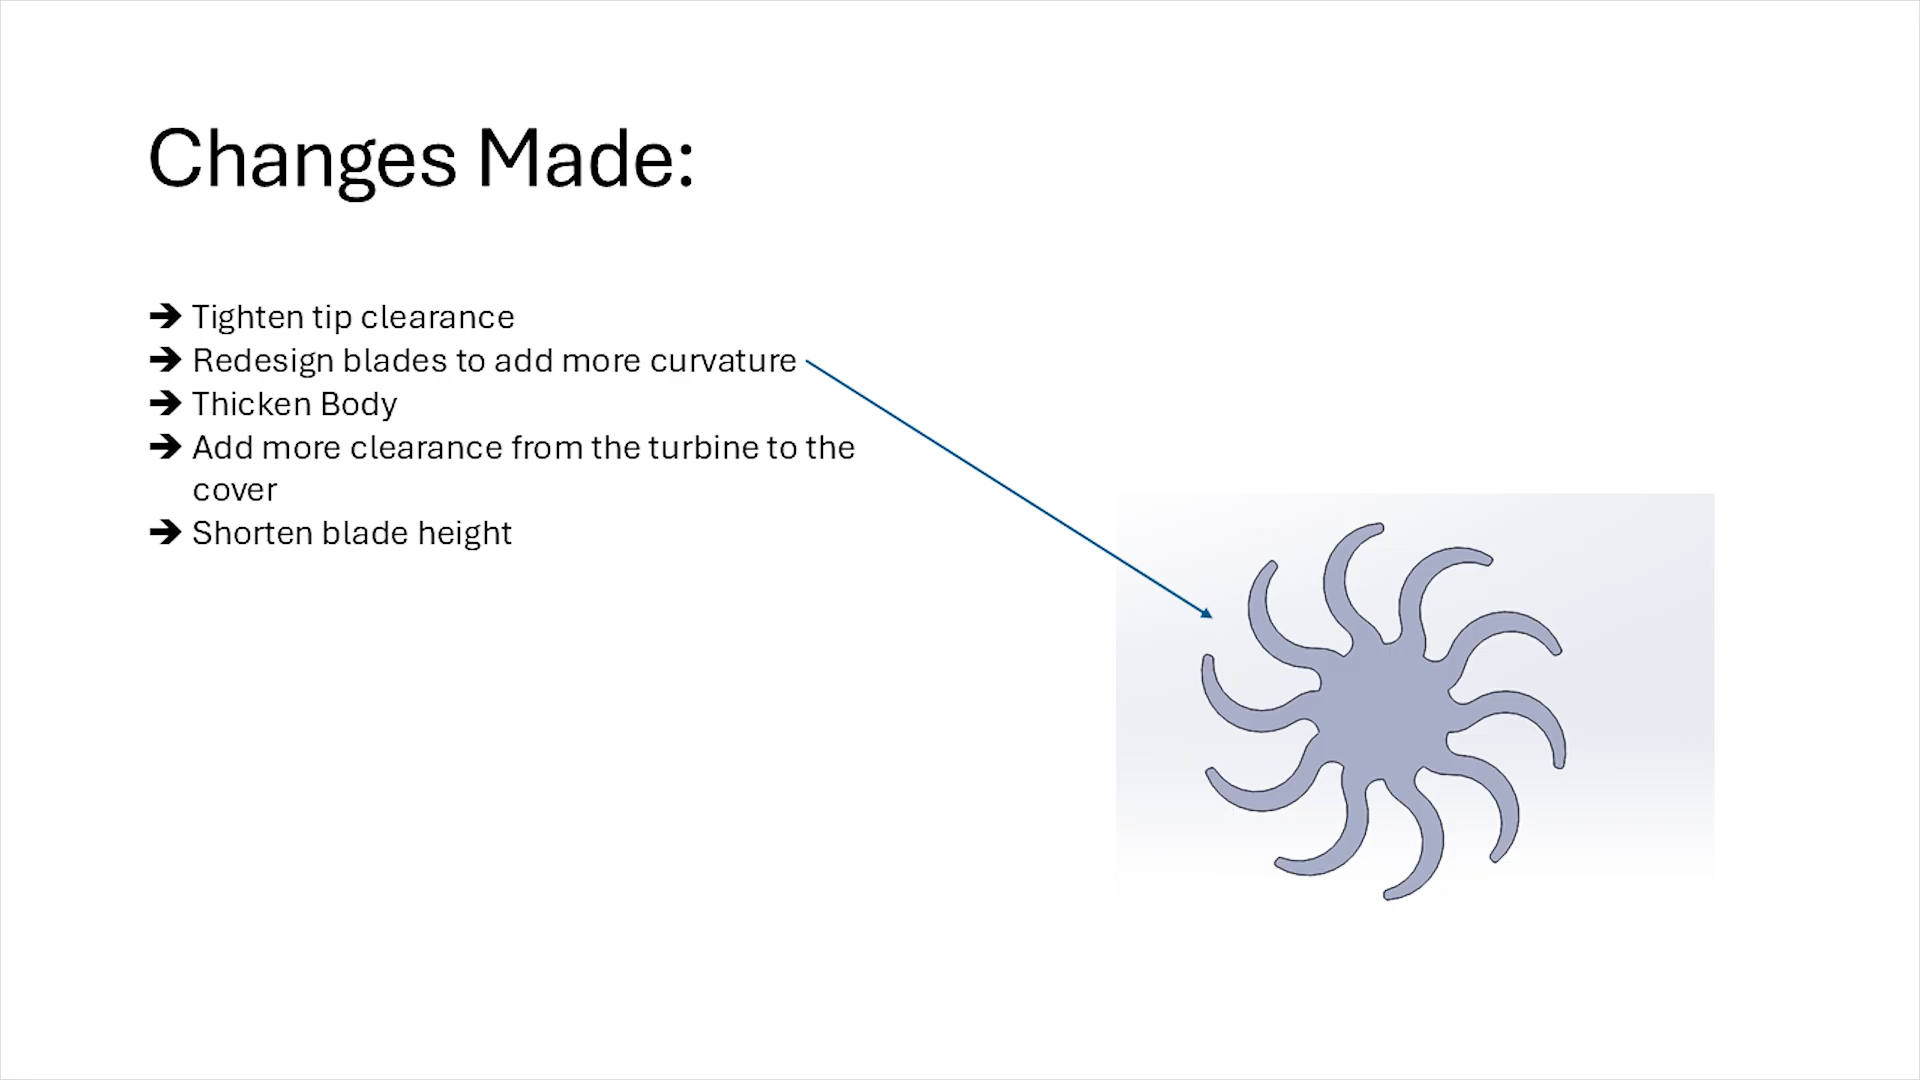 Changes Made:
➔ Tighten tip clearance
➔ Redesign blades to add more curvature
➔ Thicken Body
➔ Add more clearance from the turbine to the
cover
➔ Shorten blade height